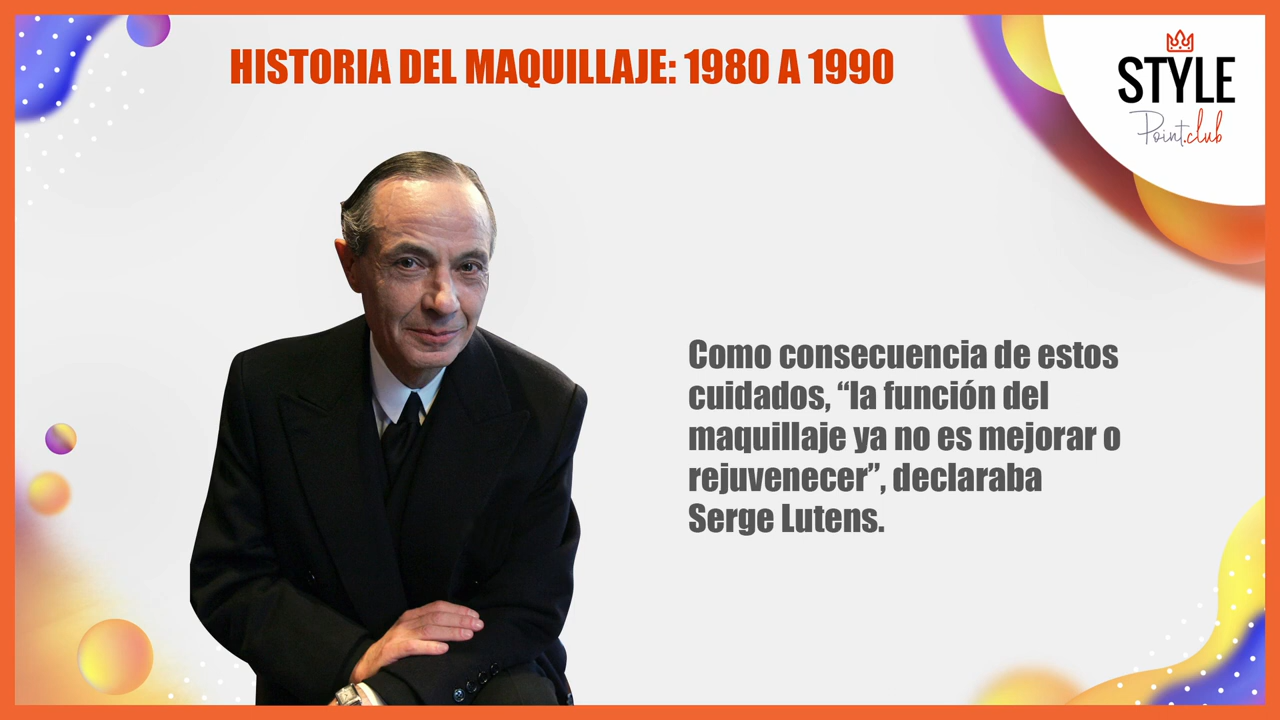 HISTORIA DEL MAQUILLAJE: 1980 A 1990
STYLE
Point.club
Como consecuencia de estos
cuidados, “la función del
maquillaje ya no es mejorar o
rejuvenecer”, declaraba
Serge Lutens.